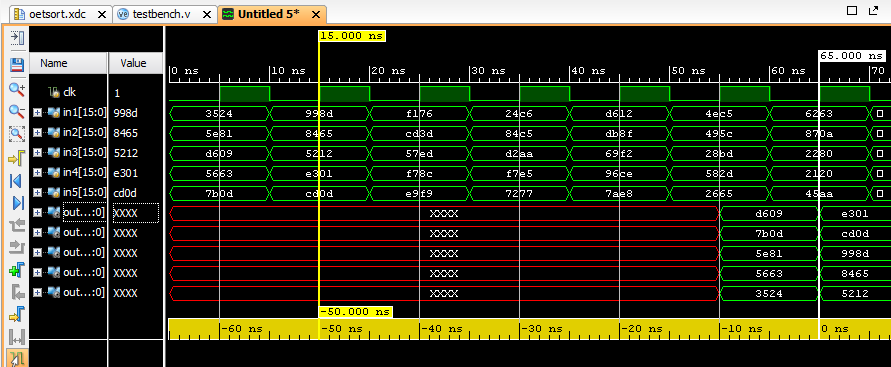 oetsort.xdc testbench.v Untitled 5*
15.000 ns
65.000 ns
Name Value
0 ns 10 ns 20 ns 30 ns 40 ns 50 ns 60 ns 70
clk 1
in1[15:0] 998d 3524 998d f176 24c6 d612 4ec5 6263
in2[15:0] 8465 5e81 8465 cd3d 84c5 db8f 495c 870a
in3[15:0] 5212 d609 5212 57ed d2aa 69f2 28bd 2280
in4[15:0] e301 5663 e301 f78c f7e5 96ce 582d 2120
in5[15:0] cd0d 7b0d cd0d e9f9 7277 7ae8 2665 45aa
out...:0] XXXX XXXX d609 e301
out...:0] XXXX XXXX 7b0d cd0d
out...:0] XXXX XXXX 5e81 998d
out...:0] XXXX XXXX 5663 8465
out...:0] XXXX XXXX 3524 5212
-50.000 ns
-60 ns -50 ns -40 ns -30 ns -20 ns -10 ns 0 ns